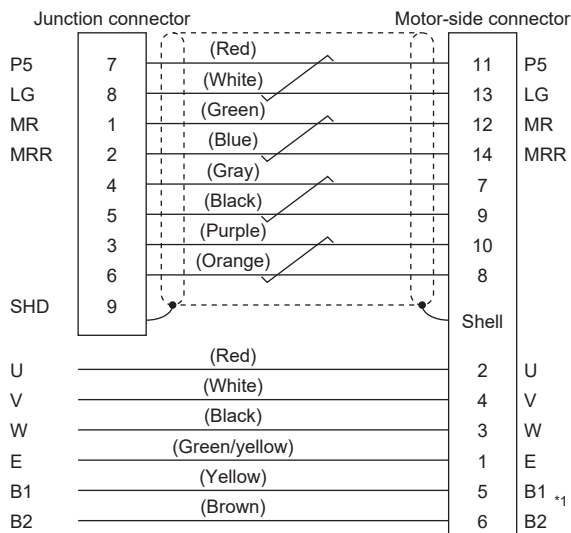 Junction connector Motor-side connector
P5 7 (Red) 11 P5
LG 8 (White) 13 LG
MR 1 (Green) 12 MR
MRR 2 (Blue) 14 MRR
4 (Gray) 7
5 (Black) 9
3 (Purple) 10
6 (Orange) 8
SHD 9 Shell
U (Red) 2 U
V (White) 4 V
W (Black) 3 W
E (Green/yellow) 1 E
B1 (Yellow) 5 B1 *1
B2 (Brown) 6 B2